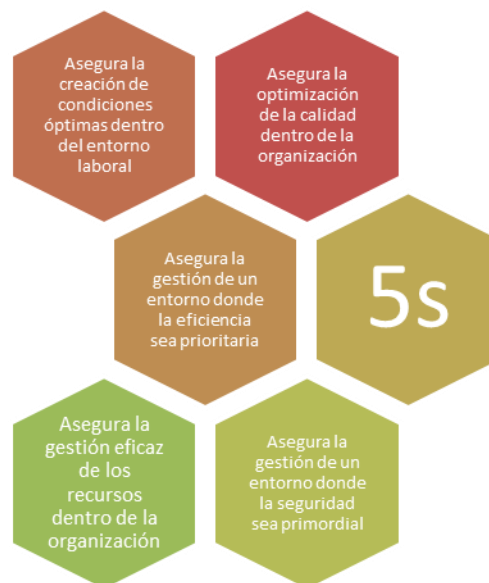 Asegura la
creación de
condiciones
óptimas dentro
del entorno
laboral
Asegura la
optimización
de la calidad
dentro de la
organización
Asegura la
gestión de un
entorno donde
la eficiencia
sea prioritaria
5s
Asegura la
gestión eficaz
de los
recursos
dentro de la
organización
Asegura la
gestión de un
entorno donde
la seguridad
sea primordial